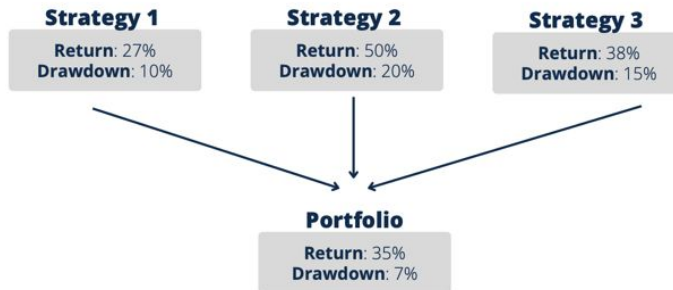 Strategy 1
Return: 27%
Drawdown: 10%
Strategy 2
Return: 50%
Drawdown: 20%
Strategy 3
Return: 38%
Drawdown: 15%
Portfolio
Return: 35%
Drawdown: 7%